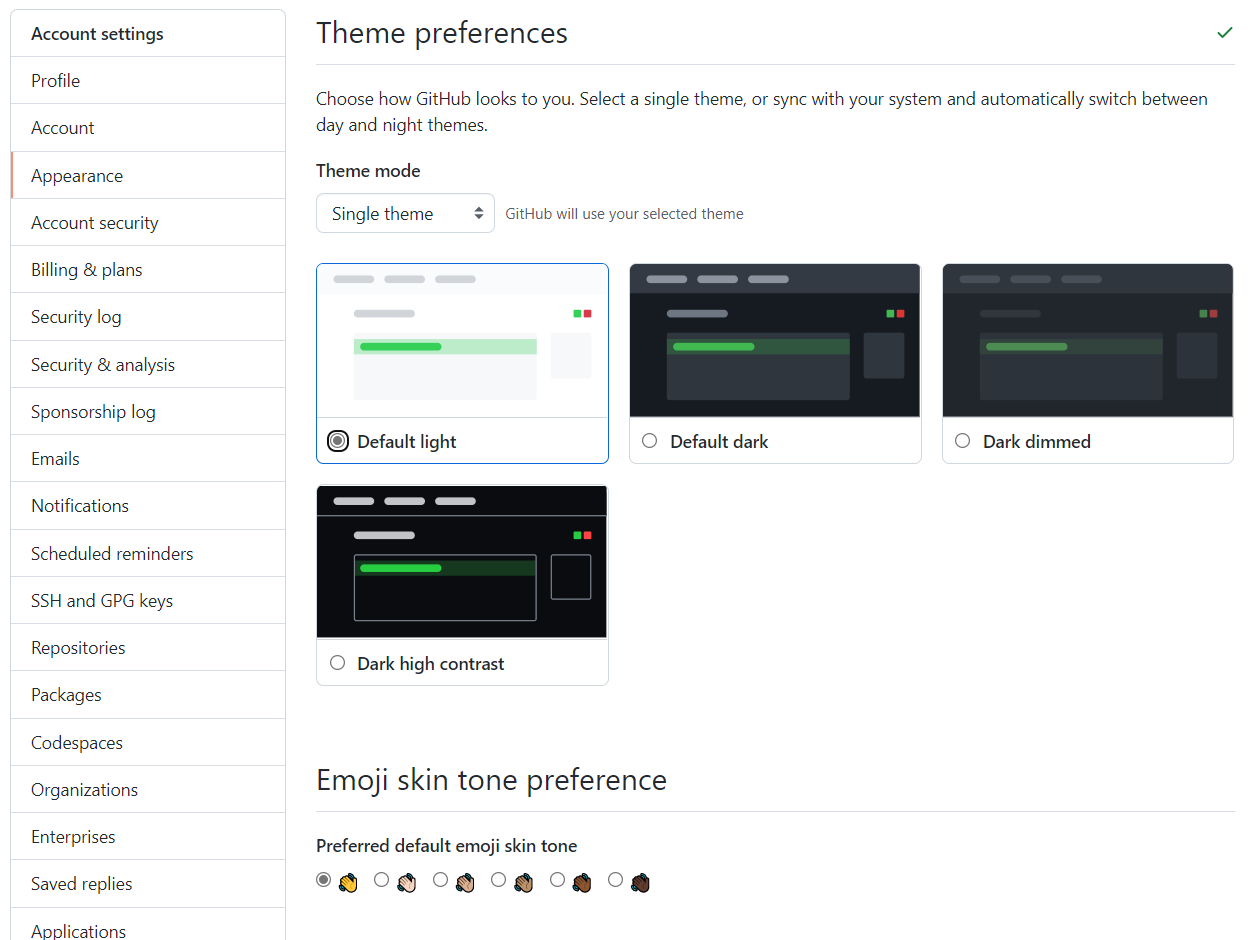 Account settings
Profile
Account
Appearance
Account security
Billing & plans
Security log
Security & analysis
Sponsorship log
Emails
Notifications
Scheduled reminders
SSH and GPG keys
Repositories
Packages
Codespaces
Organizations
Enterprises
Saved replies
Applications
Theme preferences
Choose how GitHub looks to you. Select a single theme, or sync with your system and automatically switch between
day and night themes.
Theme mode
Single theme
GitHub will use your selected theme
Default light
Default dark
Dark dimmed
Dark high contrast
Emoji skin tone preference
Preferred default emoji skin tone